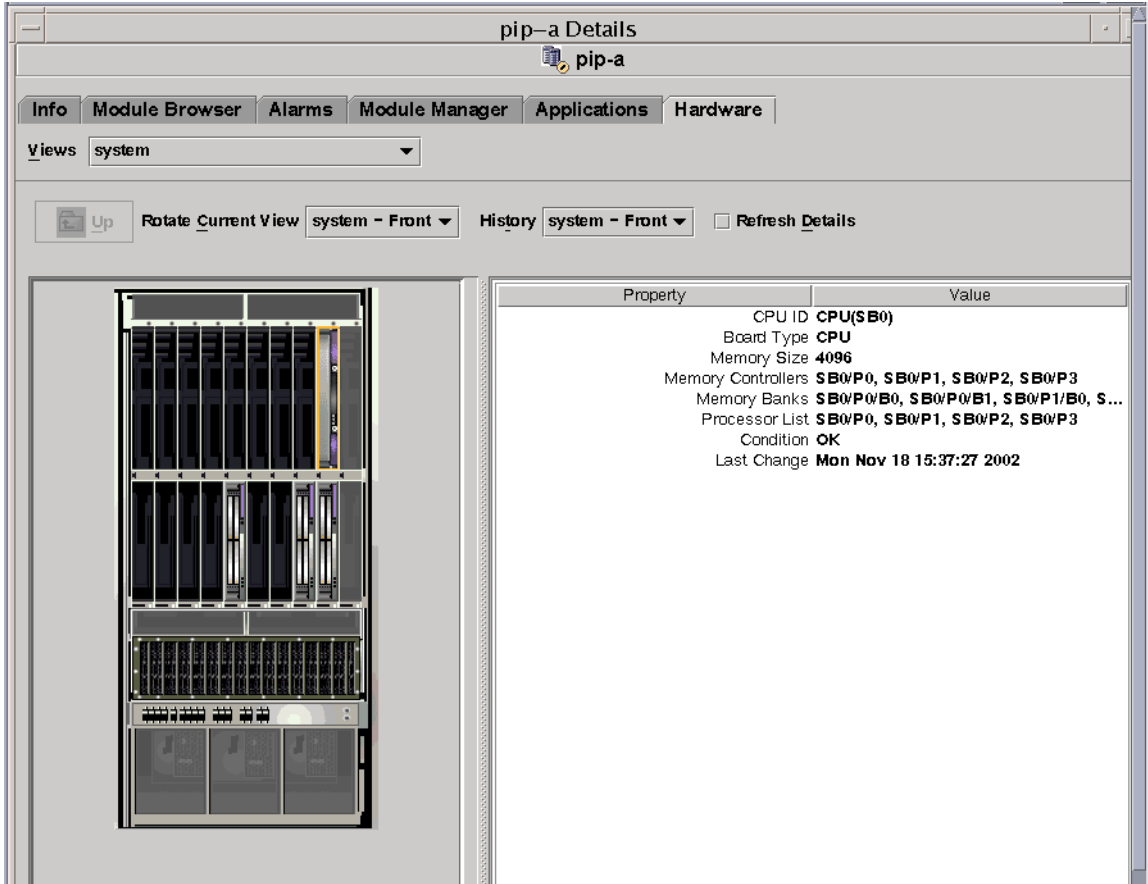 pip–a Details
pip-a
Info Module Browser Alarms Module Manager Applications Hardware
Views system
Up Rotate Current View system – Front History system – Front Refresh Details
Property Value
CPU ID CPU(SB0)
Board Type CPU
Memory Size 4096
Memory Controllers SB0/P0, SB0/P1, SB0/P2, SB0/P3
Memory Banks SB0/P0/B0, SB0/P0/B1, SB0/P1/B0, S...
Processor List SB0/P0, SB0/P1, SB0/P2, SB0/P3
Condition OK
Last Change Mon Nov 18 15:37:27 2002